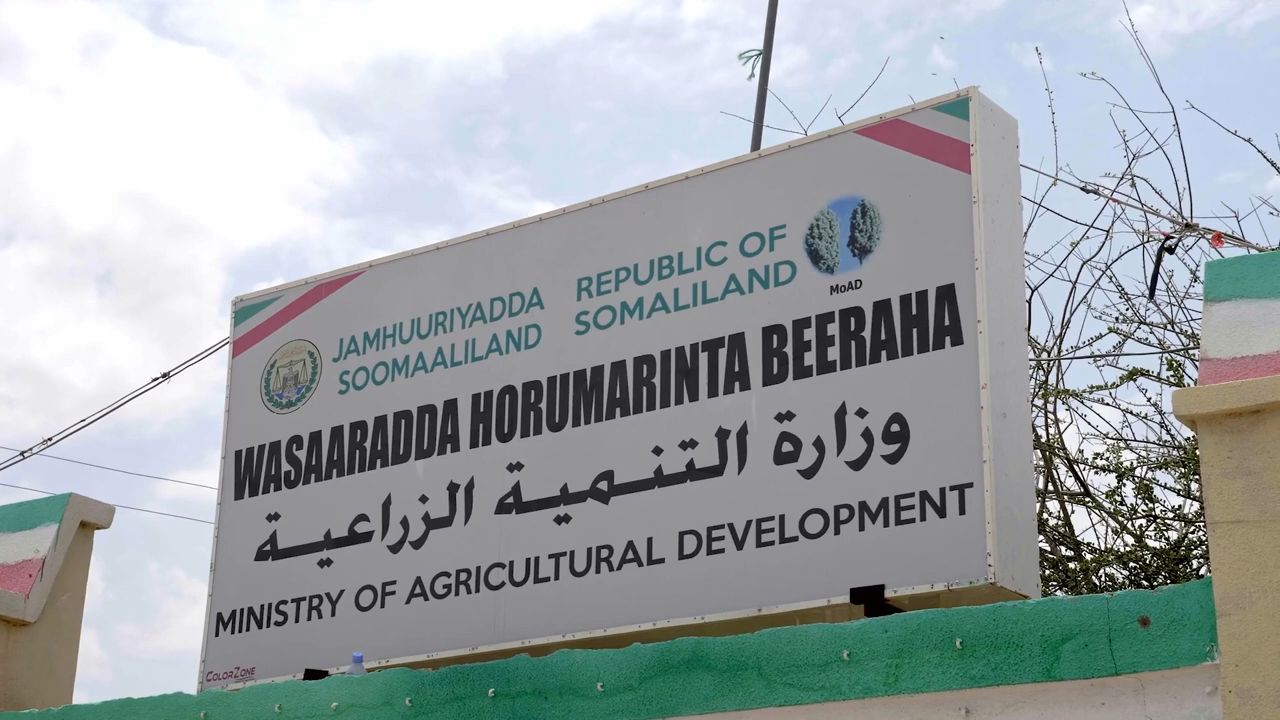 JAMHUURIYADDA
SOOMAALILAND
REPUBLIC OF
SOMALILAND
MoAD
WASAARADDA HORUMARINTA BEERAHA
وزارة التنمية الزراعية
MINISTRY OF AGRICULTURAL DEVELOPMENT
COLORZONE